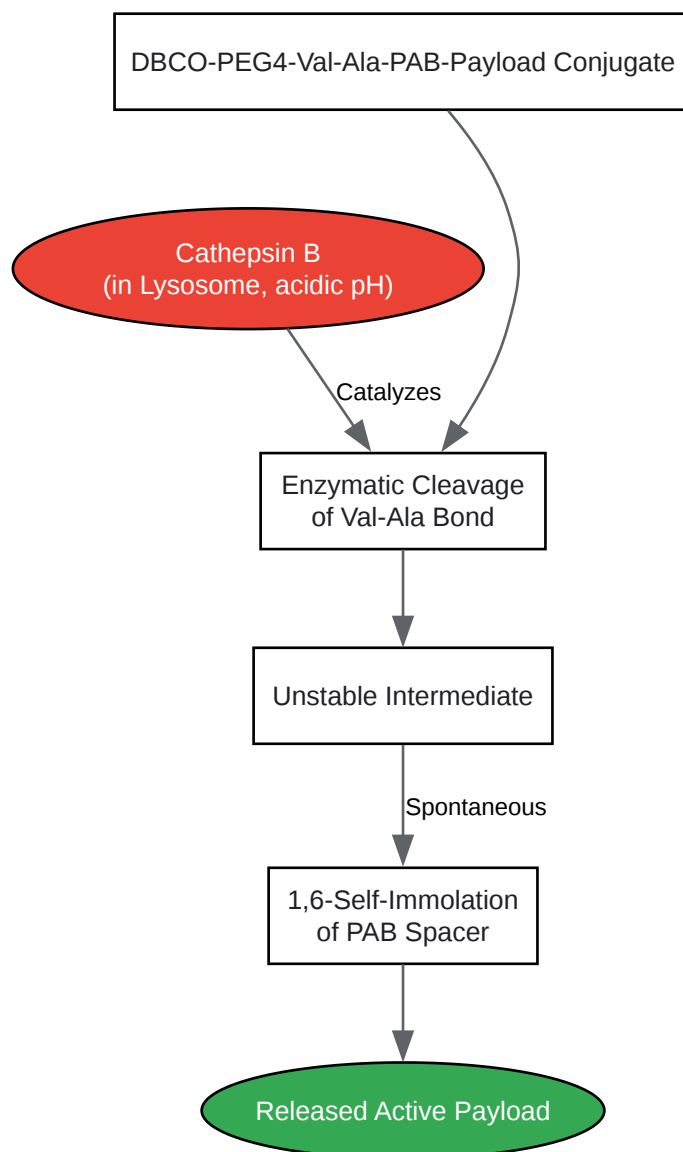 DBCO-PEG4-Val-Ala-PAB-Payload Conjugate
Cathepsin B
(in Lysosome, acidic pH)
Catalyzes
Enzymatic Cleavage
of Val-Ala Bond
Unstable Intermediate
Spontaneous
1,6-Self-Immolation
of PAB Spacer
Released Active Payload